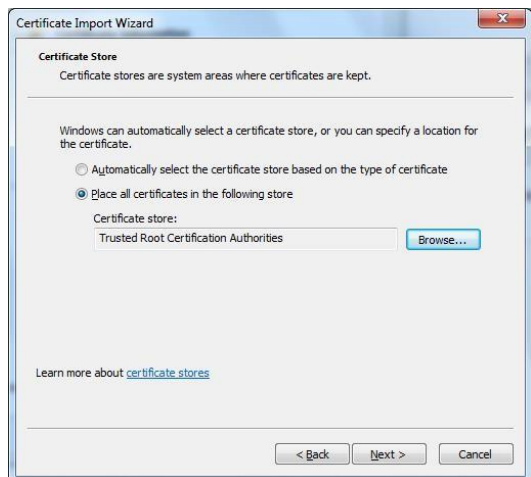 Certificate Import Wizard
Certificate Store
Certificate stores are system areas where certificates are kept.
Windows can automatically select a certificate store, or you can specify a location for
the certificate.
Automatically select the certificate store based on the type of certificate
Place all certificates in the following store
Certificate store:
Trusted Root Certification Authorities
Browse...
Learn more about certificate stores
< Back
Next >
Cancel